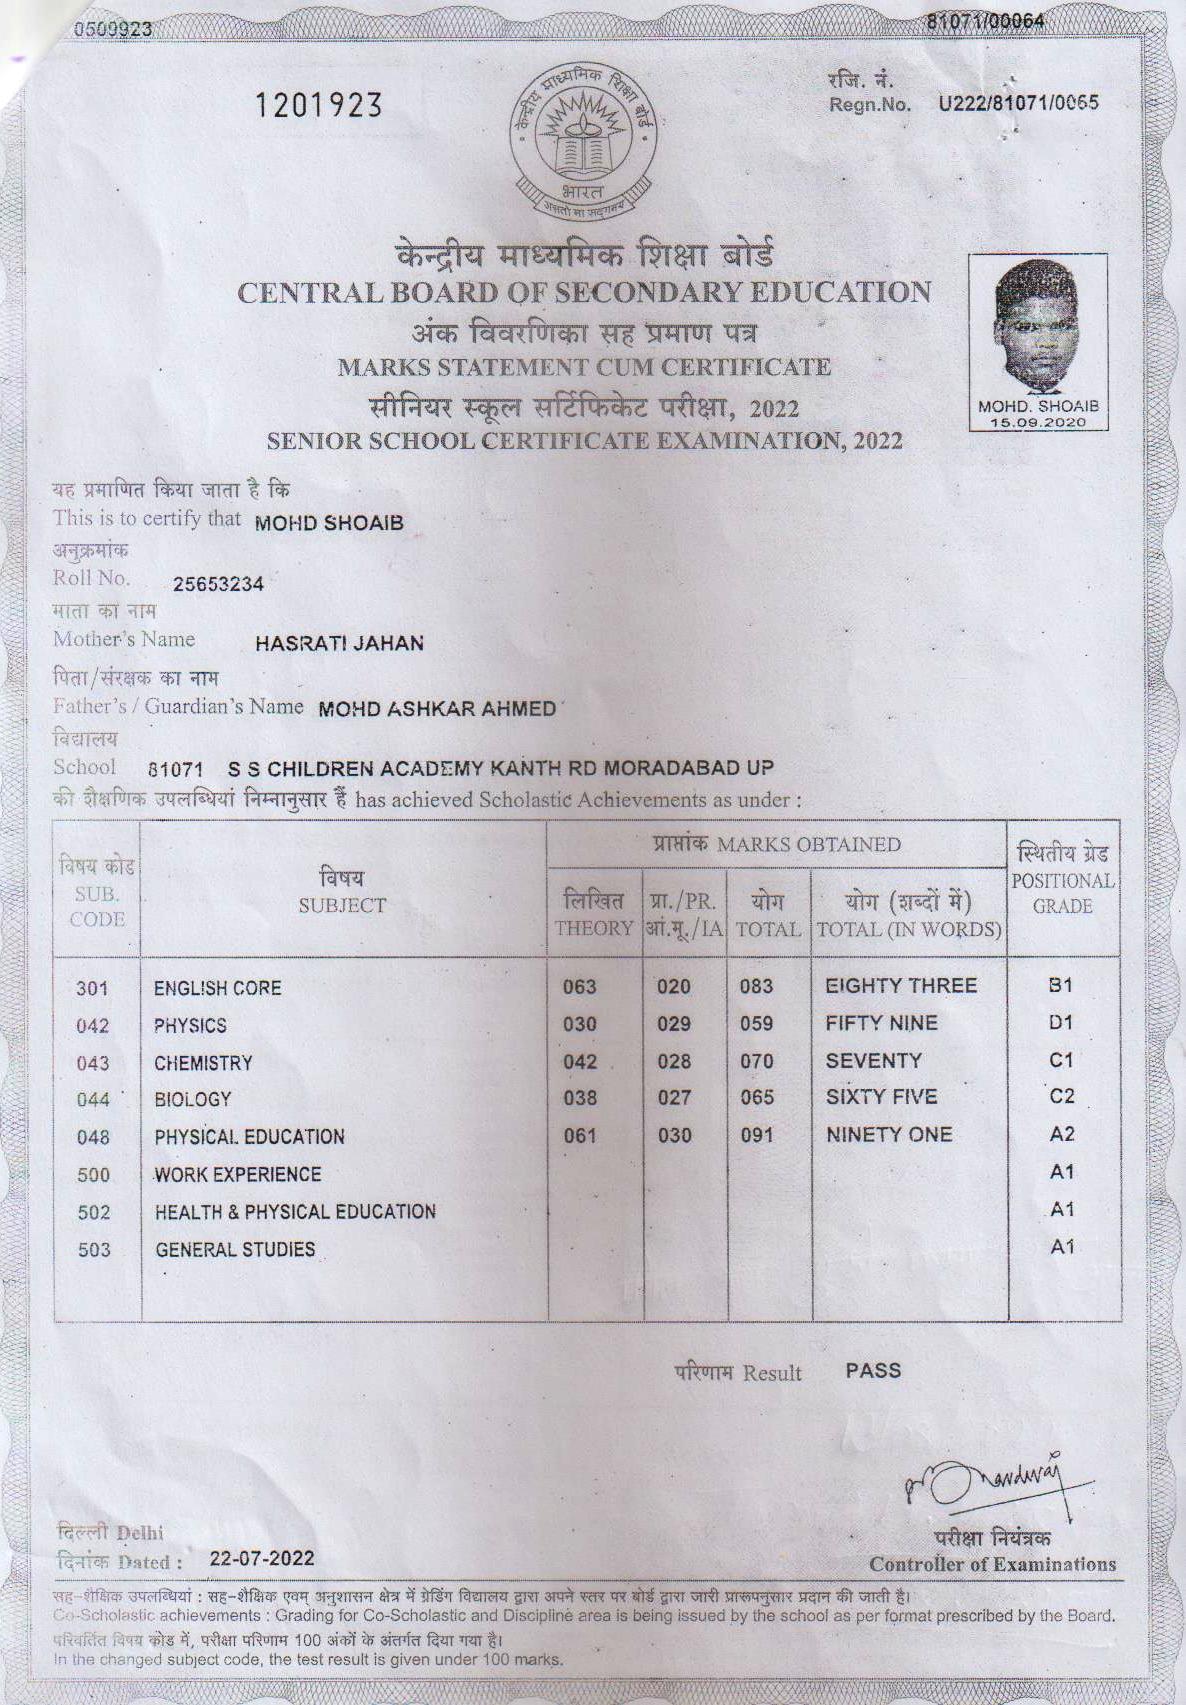 0509923
81071/00064
1201923
रजि. नं.
Regn.No. U222/81071/0065
केन्द्रीय माध्यमिक शिक्षा बोर्ड
भारत
असतो मा सद्गमय
केन्द्रीय माध्यमिक शिक्षा बोर्ड
CENTRAL BOARD OF SECONDARY EDUCATION
अंक विवरणिका सह प्रमाण पत्र
MARKS STATEMENT CUM CERTIFICATE
सीनियर स्कूल सर्टिफिकेट परीक्षा, 2022
SENIOR SCHOOL CERTIFICATE EXAMINATION, 2022
MOHD. SHOAIB
15.09.2020
यह प्रमाणित किया जाता है कि
This is to certify that MOHD SHOAIB
अनुक्रमांक
Roll No. 25653234
माता का नाम
Mother's Name HASRATI JAHAN
पिता/संरक्षक का नाम
Father's / Guardian's Name MOHD ASHKAR AHMED
विद्यालय
School 81071 S S CHILDREN ACADEMY KANTH RD MORADABAD UP
की शैक्षणिक उपलब्धियां निम्नानुसार हैं has achieved Scholastic Achievements as under :
विषय कोड
SUB.
CODE
विषय
SUBJECT
प्राप्तांक MARKS OBTAINED
लिखित
THEORY
प्रा./PR.
आं.मू./IA
योग
TOTAL
योग (शब्दों में)
TOTAL (IN WORDS)
स्थितीय ग्रेड
POSITIONAL
GRADE
301 ENGLISH CORE 063 020 083 EIGHTY THREE B1
042 PHYSICS 030 029 059 FIFTY NINE D1
043 CHEMISTRY 042 028 070 SEVENTY C1
044 BIOLOGY 038 027 065 SIXTY FIVE C2
048 PHYSICAL EDUCATION 061 030 091 NINETY ONE A2
500 WORK EXPERIENCE A1
502 HEALTH & PHYSICAL EDUCATION A1
503 GENERAL STUDIES A1
परिणाम Result PASS
दिल्ली Delhi
दिनांक Dated : 22-07-2022
परीक्षा नियंत्रक
Controller of Examinations
सह-शैक्षिक उपलब्धियां : सह-शैक्षिक एवम् अनुशासन क्षेत्र में ग्रेडिंग विद्यालय द्वारा अपने स्तर पर बोर्ड द्वारा जारी प्रारूपनुसार प्रदान की जाती है।
Co-Scholastic achievements : Grading for Co-Scholastic and Discipline area is being issued by the school as per format prescribed by the Board.
परिवर्तित विषय कोड में, परीक्षा परिणाम 100 अंकों के अंतर्गत दिया गया है।
In the changed subject code, the test result is given under 100 marks.